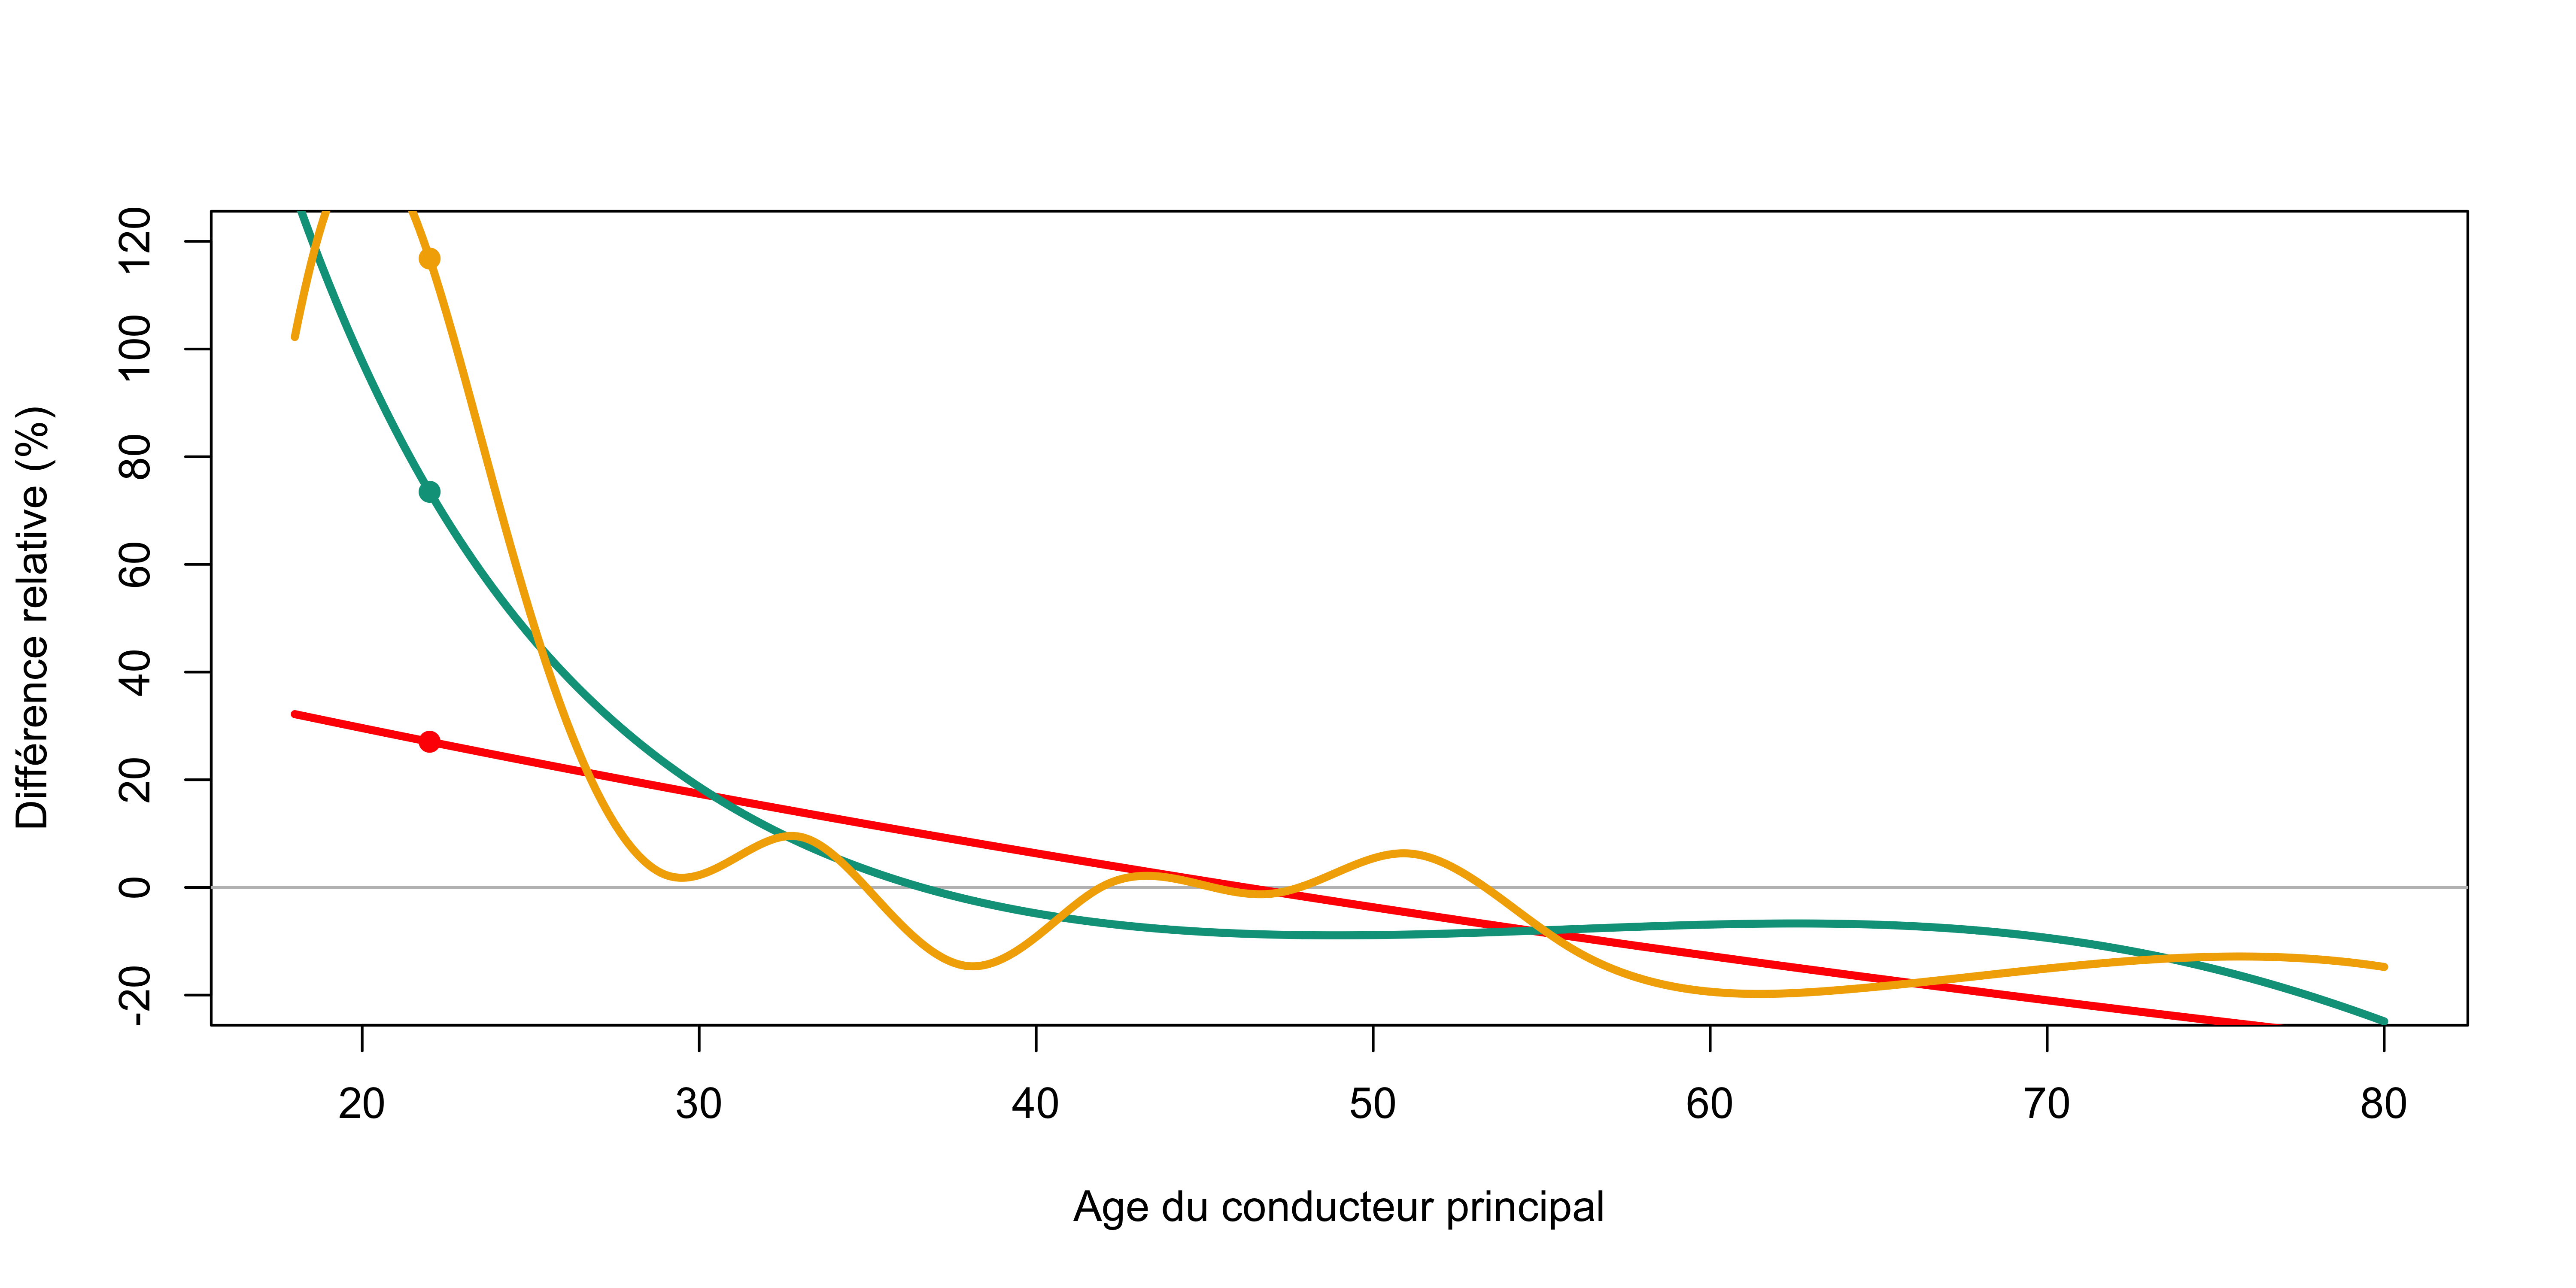 Différence relative (%)
120
100
80
60
40
20
0
-20
20 30 40 50 60 70 80
Age du conducteur principal